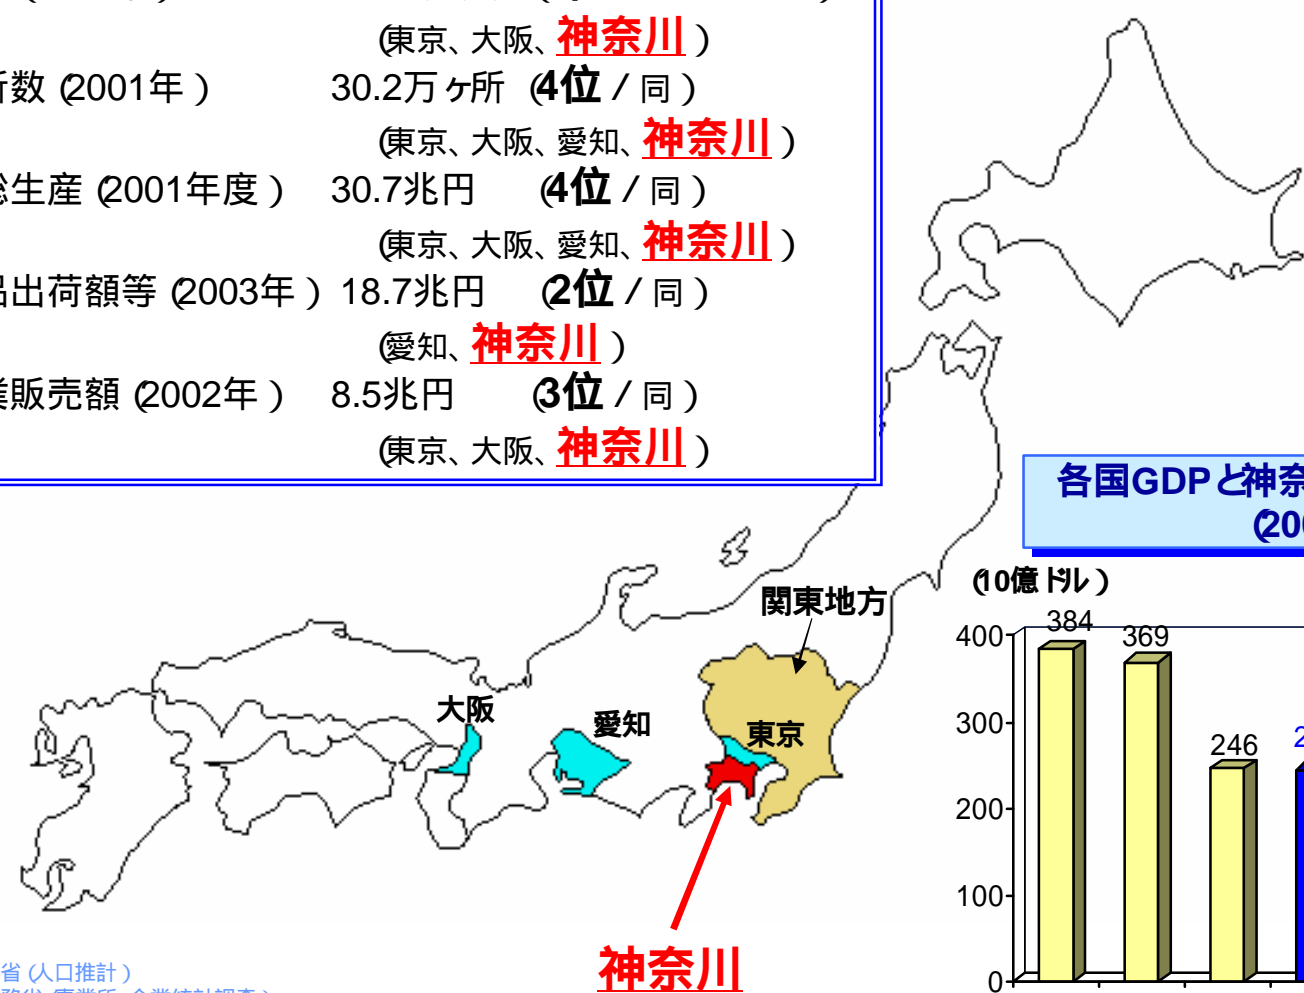 (東京、大阪、神奈川)
所数(2001年) 30.2万ヶ所 (4位/同)
(東京、大阪、愛知、神奈川)
総生産(2001年度) 30.7兆円 (4位/同)
(東京、大阪、愛知、神奈川)
品出荷額等(2003年) 18.7兆円 (2位/同)
(愛知、神奈川)
業販売額(2002年) 8.5兆円 (3位/同)
(東京、大阪、神奈川)
各国GDPと神奈
(200
(10億ドル)
384
369
400
300
246
2
200
100
0
関東地方
大阪
愛知
東京
神奈川
省(人口推計)